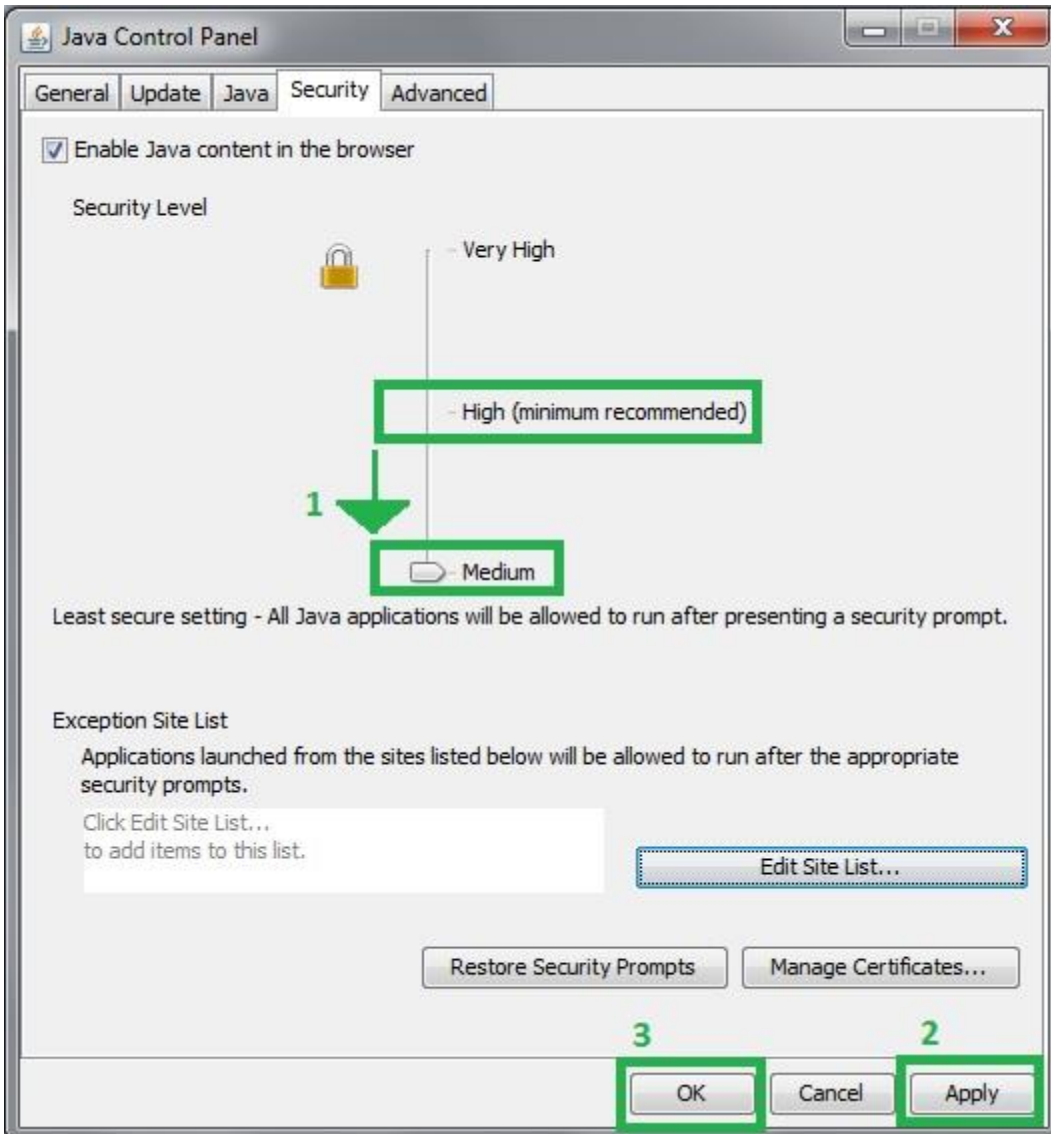 Java Control Panel
General Update Java Security Advanced
Enable Java content in the browser
Security Level
Very High
High (minimum recommended)
1
Medium
Least secure setting - All Java applications will be allowed to run after presenting a security prompt.
Exception Site List
Applications launched from the sites listed below will be allowed to run after the appropriate
security prompts.
Click Edit Site List...
to add items to this list.
Edit Site List...
Restore Security Prompts Manage Certificates...
3 2
OK Cancel Apply